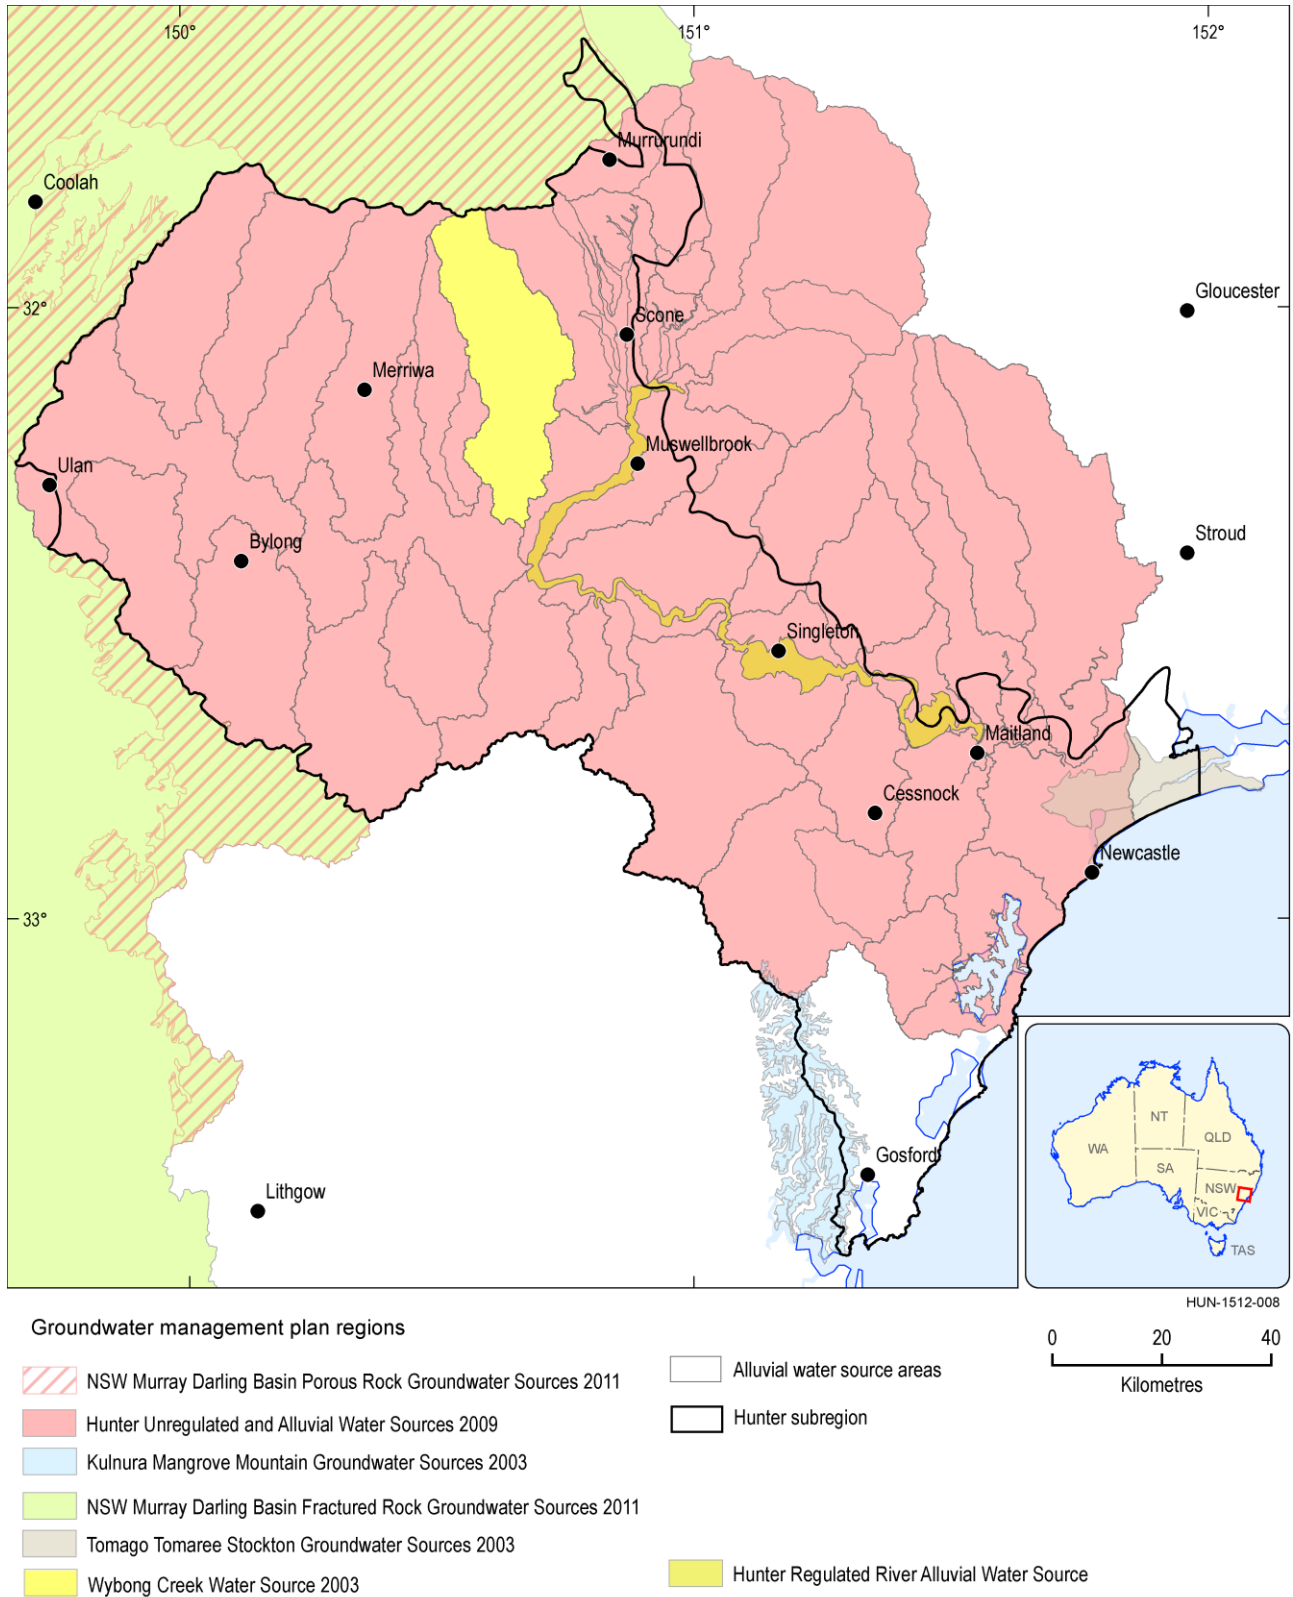 150°
151°
152°
Murrurundi
Coolah
Gloucester
32°
Scone
Merriwa
Muswellbrook
Ulan
Stroud
Bylong
Singleton
Maitland
Cessnock
Newcastle
33°
Gosford
Lithgow
NT
QLD
WA
SA
NSW
VIC
TAS
HUN-1512-008
Groundwater management plan regions
0 20 40
Kilometres
NSW Murray Darling Basin Porous Rock Groundwater Sources 2011
Hunter Unregulated and Alluvial Water Sources 2009
Kulnura Mangrove Mountain Groundwater Sources 2003
NSW Murray Darling Basin Fractured Rock Groundwater Sources 2011
Tomago Tomaree Stockton Groundwater Sources 2003
Wybong Creek Water Source 2003
Alluvial water source areas
Hunter subregion
Hunter Regulated River Alluvial Water Source